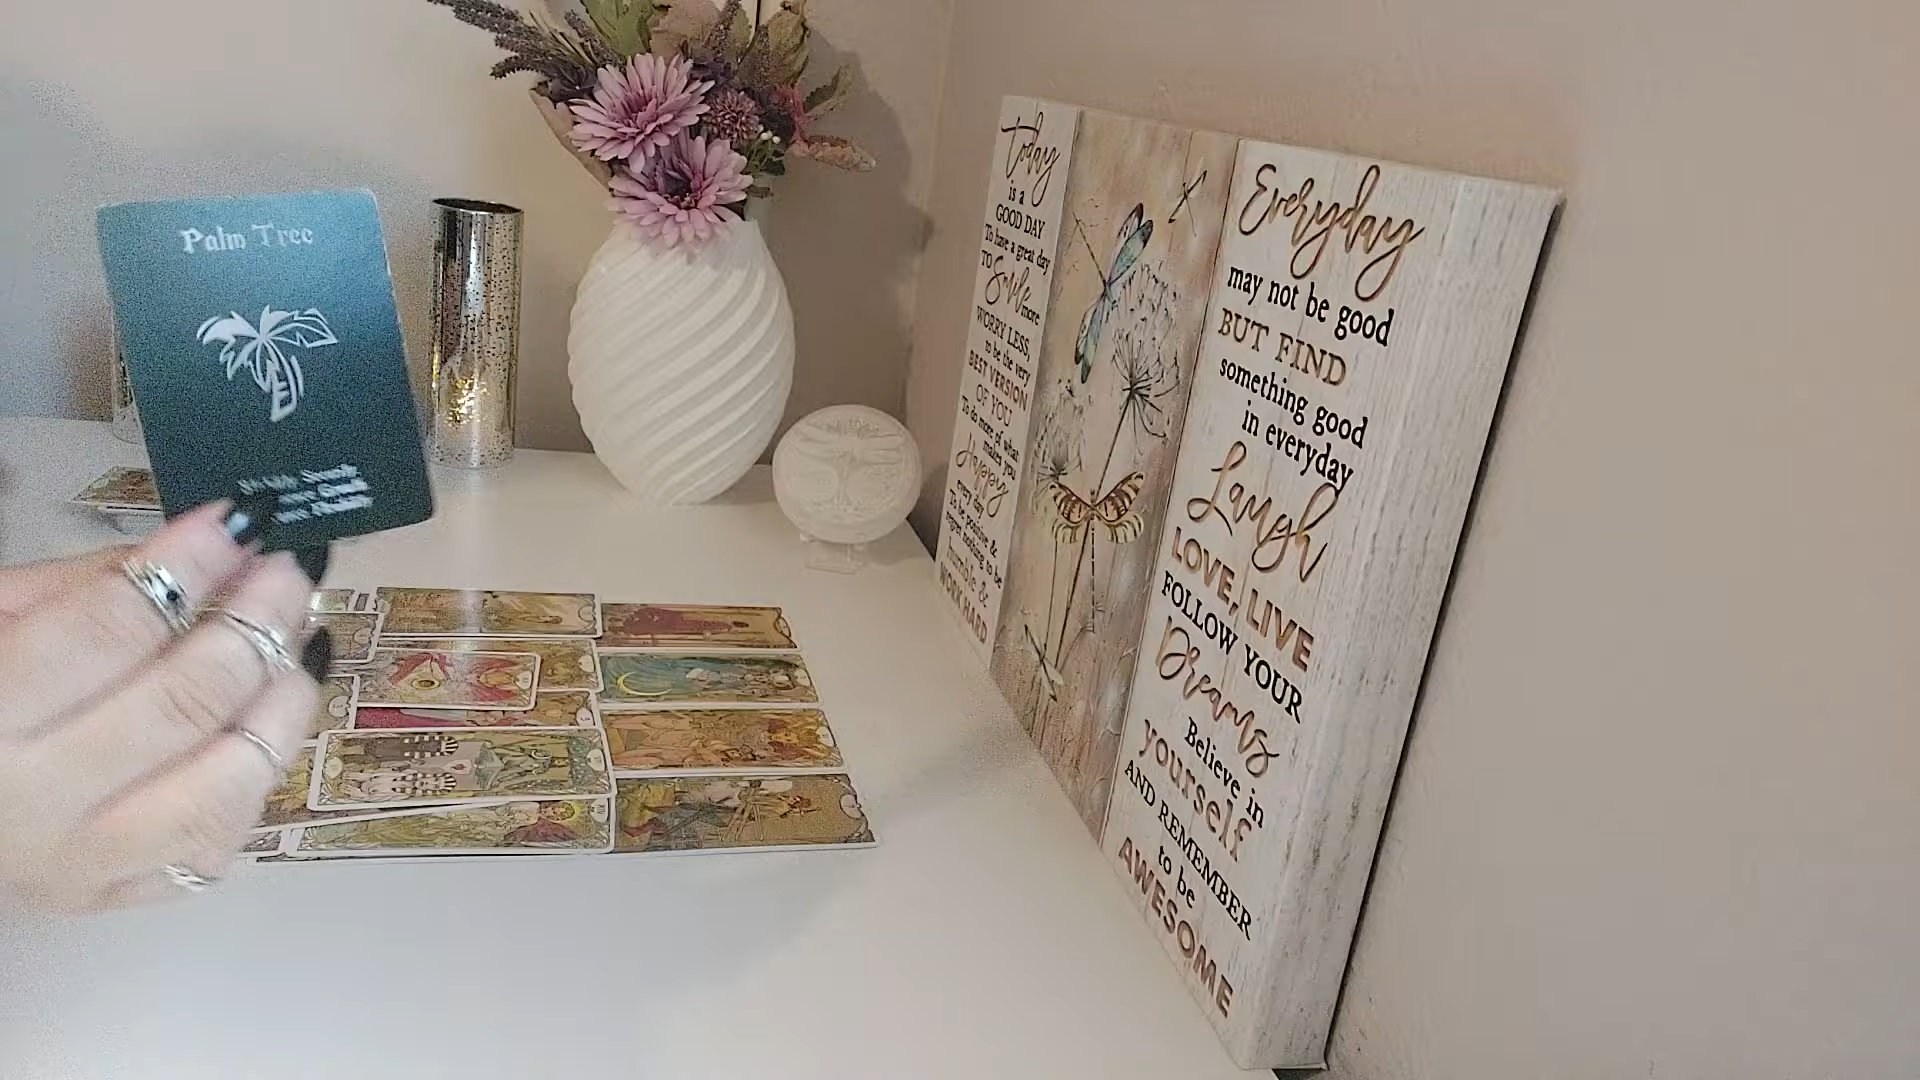 Palm Tree
today
is a
GOOD DAY
To have a great day
TO Smile more
WORRY LESS,
to be the very
BEST VERSION
OF YOU
To do more of what
makes you
Happy
every day
To be positive &
regret nothing to be
humble &
WORK HARD
Everyday
may not be good
BUT FIND
something good
in everyday
Laugh
LOVE, LIVE
FOLLOW YOUR
Dreams
Believe in
yourself
AND REMEMBER
to be
AWESOME